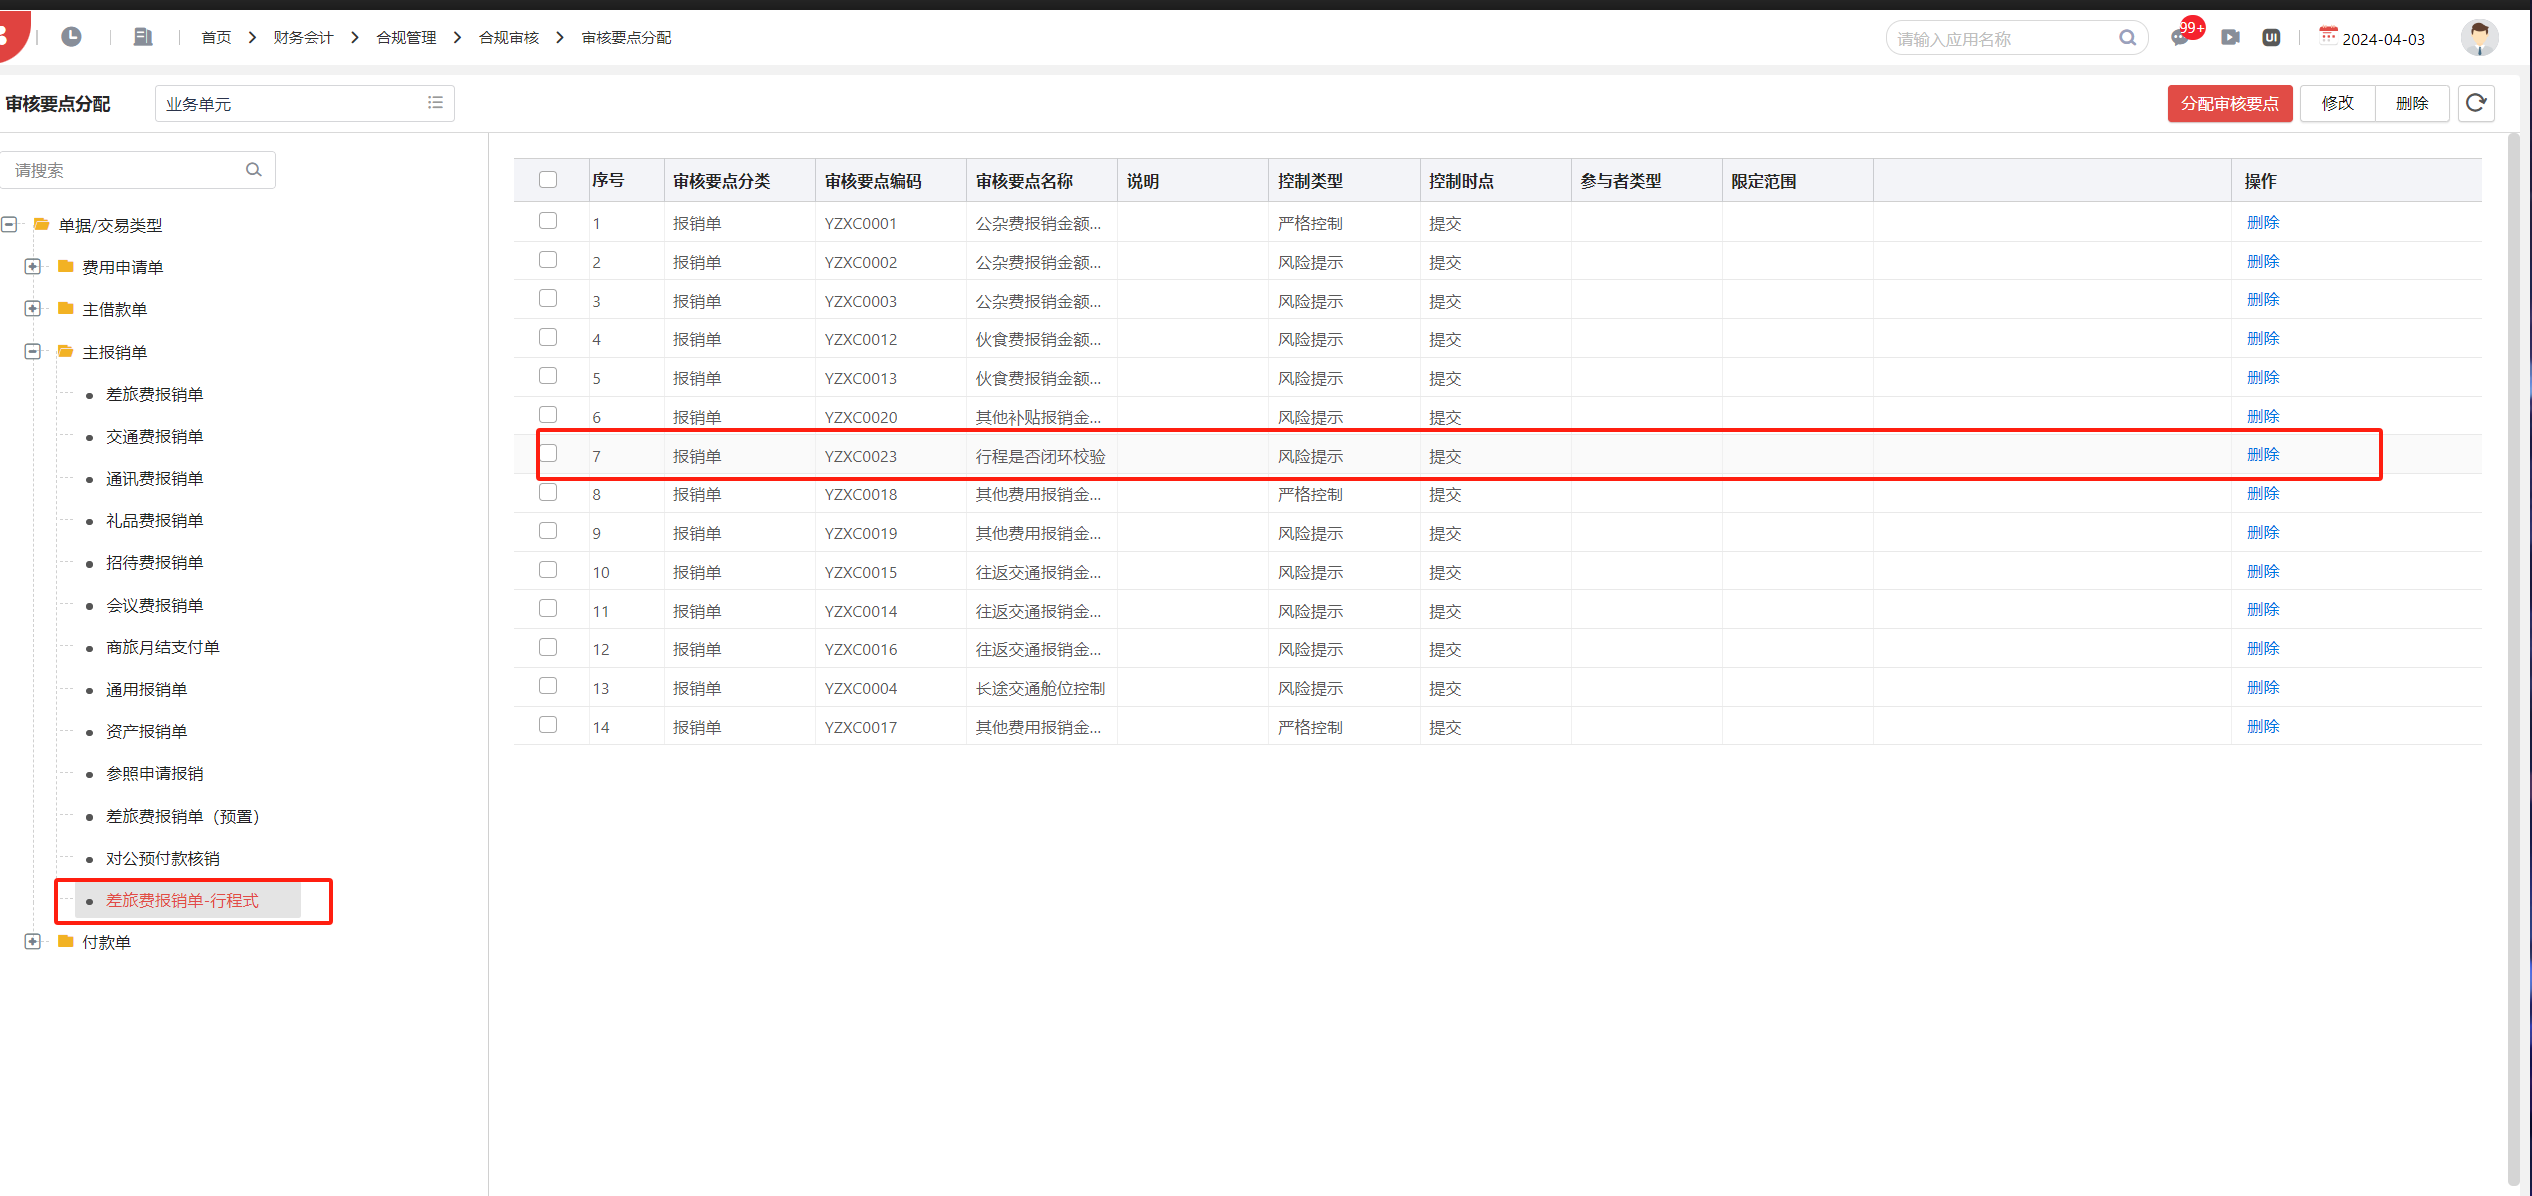 首页 > 财务会计 > 合规管理 > 合规审核 > 审核要点分配 请输入应用名称 99+ UI 2024-04-03
审核要点分配 业务单元 分配审核要点 修改 删除
请搜索
单据/交易类型
费用申请单
主借款单
主报销单
差旅费报销单
交通费报销单
通讯费报销单
礼品费报销单
招待费报销单
会议费报销单
商旅月结支付单
通用报销单
资产报销单
参照申请报销
差旅费报销单（预置）
对公预付款核销
差旅费报销单-行程式
付款单
序号 审核要点分类 审核要点编码 审核要点名称 说明 控制类型 控制时点 参与者类型 限定范围 操作
1 报销单 YZXC0001 公杂费报销金额... 严格控制 提交 删除
2 报销单 YZXC0002 公杂费报销金额... 风险提示 提交 删除
3 报销单 YZXC0003 公杂费报销金额... 风险提示 提交 删除
4 报销单 YZXC0012 伙食费报销金额... 风险提示 提交 删除
5 报销单 YZXC0013 伙食费报销金额... 风险提示 提交 删除
6 报销单 YZXC0020 其他补贴报销金... 风险提示 提交 删除
7 报销单 YZXC0023 行程是否闭环校验 风险提示 提交 删除
8 报销单 YZXC0018 其他费用报销金... 严格控制 提交 删除
9 报销单 YZXC0019 其他费用报销金... 风险提示 提交 删除
10 报销单 YZXC0015 往返交通报销金... 风险提示 提交 删除
11 报销单 YZXC0014 往返交通报销金... 风险提示 提交 删除
12 报销单 YZXC0016 往返交通报销金... 风险提示 提交 删除
13 报销单 YZXC0004 长途交通舱位控制 风险提示 提交 删除
14 报销单 YZXC0017 其他费用报销金... 严格控制 提交 删除